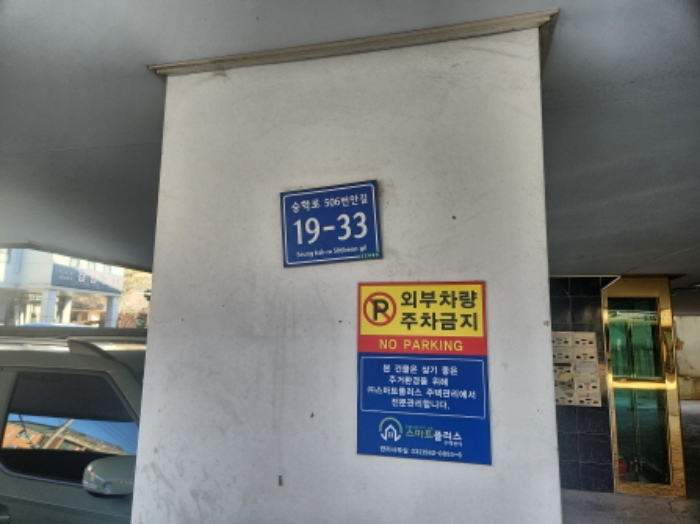 승학로 506번안길
19-33
외부차량
주차금지
NO PARKING
본 건물은 살기 좋은
주거환경을 위해
㈜스마트플러스 주택관리에서
전문관리합니다.
스마트플러스